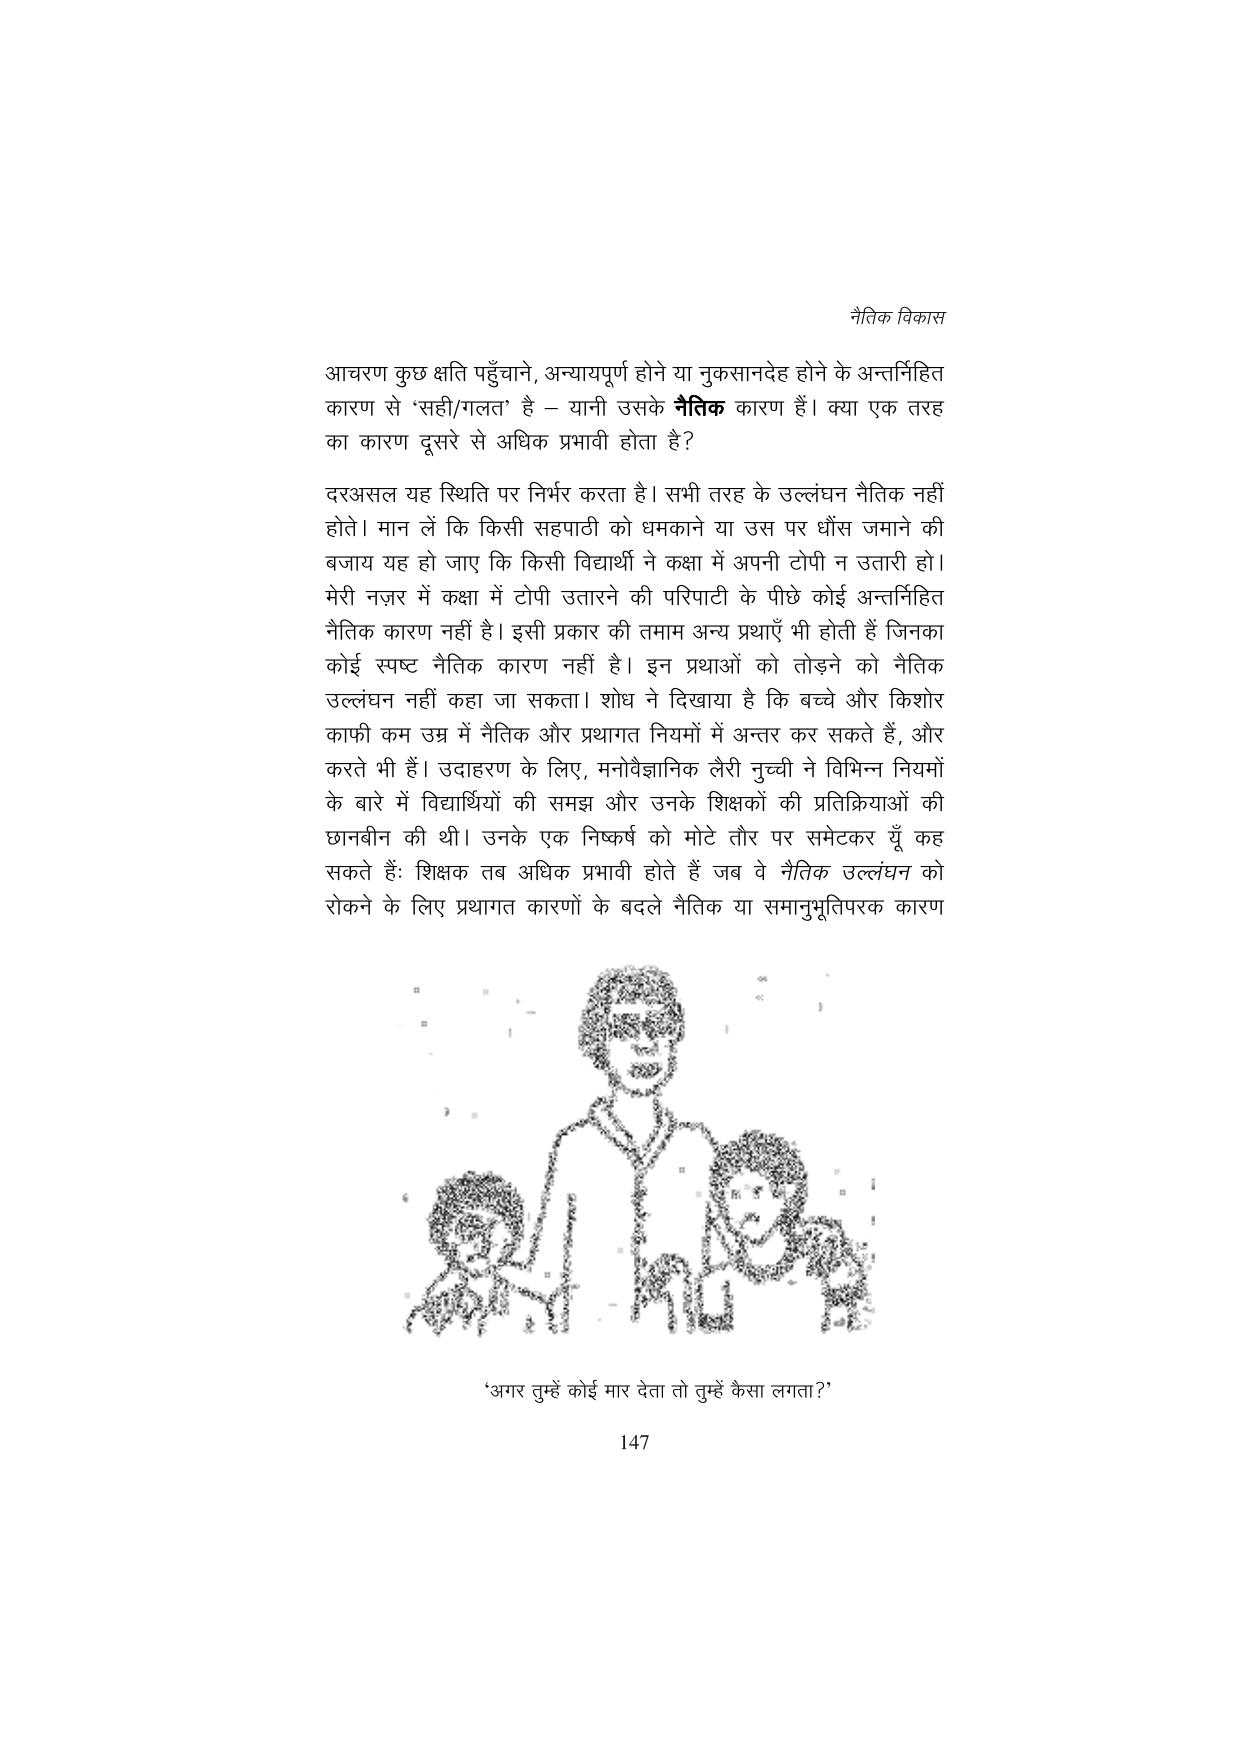 नैतिक विकास
आचरण कुछ क्षति पहुँचाने, अन्यायपूर्ण होने या नुकसानदेह होने के अन्तर्निहित
कारण से ‘सही/गलत’ है – यानी उसके नैतिक कारण हैं। क्या एक तरह
का कारण दूसरे से अधिक प्रभावी होता है?
दरअसल यह स्थिति पर निर्भर करता है। सभी तरह के उल्लंघन नैतिक नहीं
होते। मान लें कि किसी सहपाठी को धमकाने या उस पर धौंस जमाने की
बजाय यह हो जाए कि किसी विद्यार्थी ने कक्षा में अपनी टोपी न उतारी हो।
मेरी नज़र में कक्षा में टोपी उतारने की परिपाटी के पीछे कोई अन्तर्निहित
नैतिक कारण नहीं है। इसी प्रकार की तमाम अन्य प्रथाएँ भी होती हैं जिनका
कोई स्पष्ट नैतिक कारण नहीं है। इन प्रथाओं को तोड़ने को नैतिक
उल्लंघन नहीं कहा जा सकता। शोध ने दिखाया है कि बच्चे और किशोर
काफी कम उम्र में नैतिक और प्रथागत नियमों में अन्तर कर सकते हैं, और
करते भी हैं। उदाहरण के लिए, मनोवैज्ञानिक लैरी नुच्ची ने विभिन्न नियमों
के बारे में विद्यार्थियों की समझ और उनके शिक्षकों की प्रतिक्रियाओं की
छानबीन की थी। उनके एक निष्कर्ष को मोटे तौर पर समेटकर यूँ कह
सकते हैंः शिक्षक तब अधिक प्रभावी होते हैं जब वे नैतिक उल्लंघन को
रोकने के लिए प्रथागत कारणों के बदले नैतिक या समानुभूतिपरक कारण
‘अगर तुम्हें कोई मार देता तो तुम्हें कैसा लगता?’
147